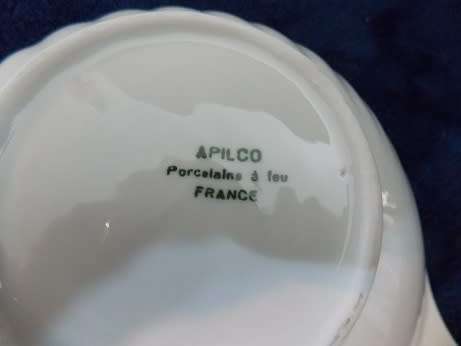 APILCO
Porcelaine à feu
FRANCE